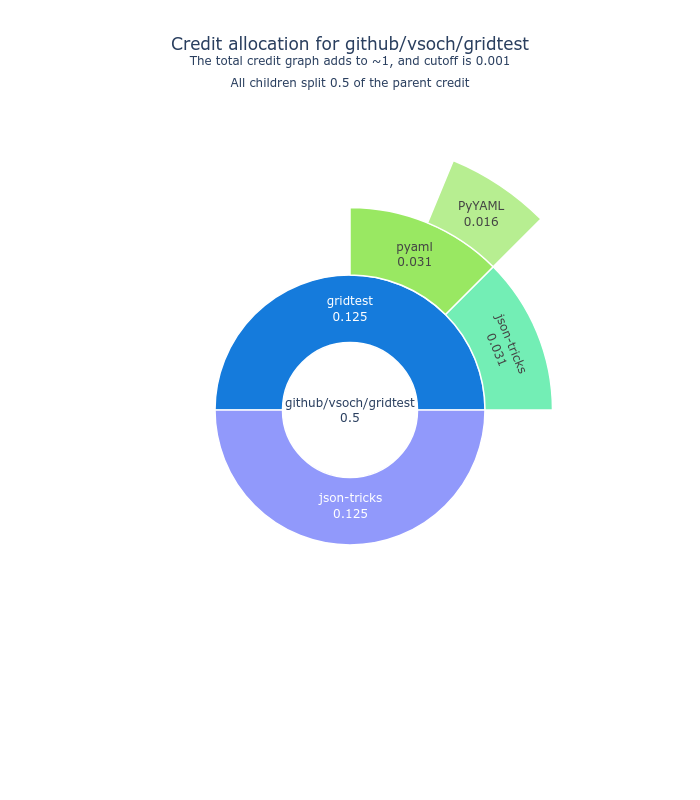 Credit allocation for github/vsoch/gridtest
The total credit graph adds to ~1, and cutoff is 0.001
All children split 0.5 of the parent credit
PyYAML
0.016
pyaml
0.031
gridtest
0.125
json-tricks
0.031
github/vsoch/gridtest
0.5
json-tricks
0.125